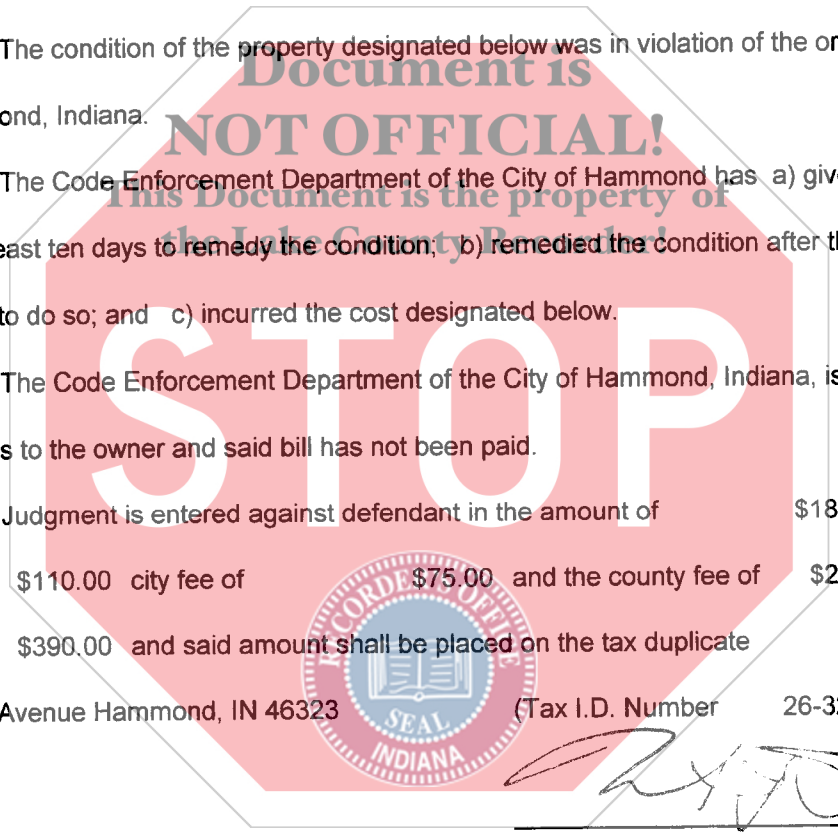 The condition of the property designated below was in violation of the or
Document is
ond, Indiana.
NOT OFFICIAL!
The Code Enforcement Department of the City of Hammond has a) giv
This Document is the property of
east ten days to remedy the condition; b) remedied the condition after th
the Lake County Recorder!
to do so; and c) incurred the cost designated below.
STOP
The Code Enforcement Department of the City of Hammond, Indiana, is
s to the owner and said bill has not been paid.
Judgment is entered against defendant in the amount of $18
$110.00 city fee of $75.00 and the county fee of $2
$390.00 and said amount shall be placed on the tax duplicate
Avenue Hammond, IN 46323 (Tax I.D. Number 26-32
RECORDER'S OFFICE
SEAL
INDIANA